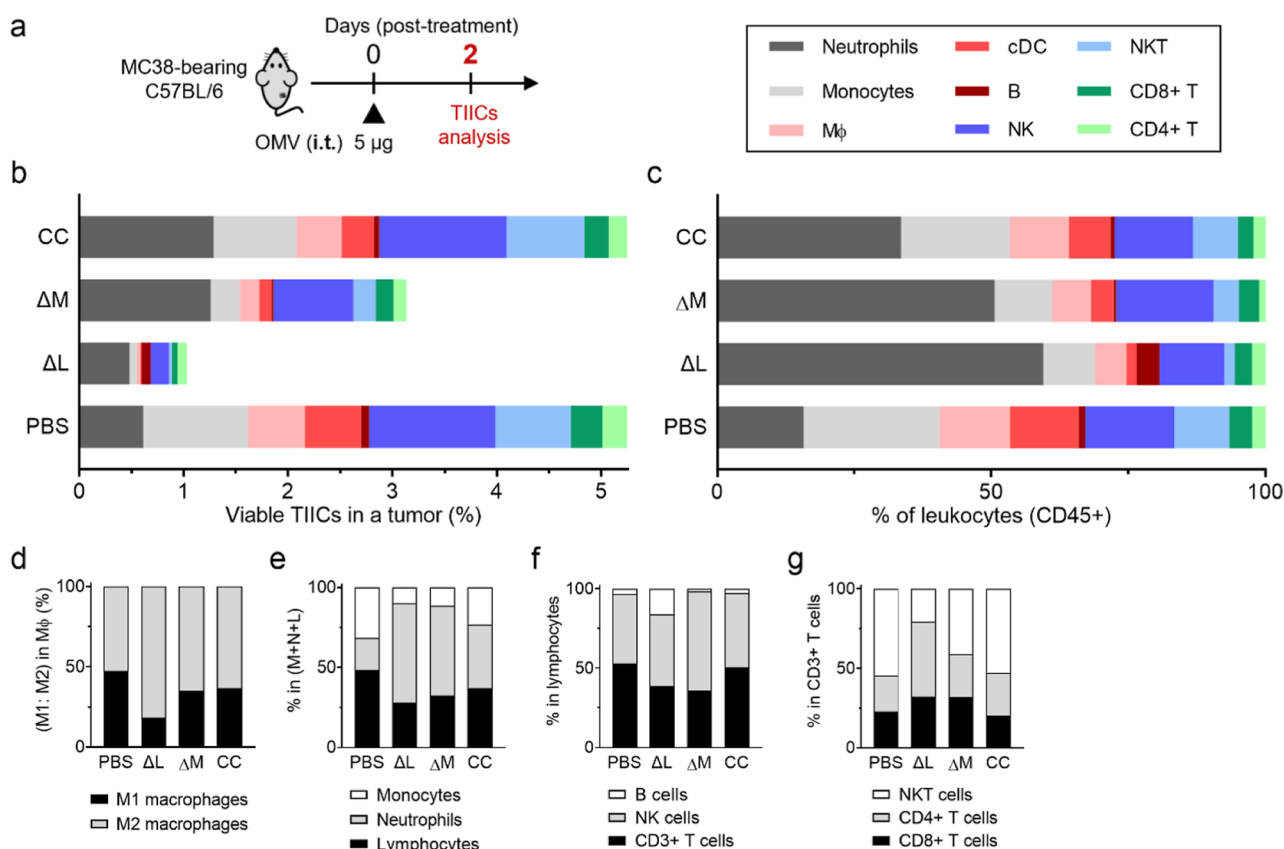 a
Days (post-treatment)
MC38-bearing
C57BL/6
0
2
OMV (i.t.) 5 µg
TIICs
analysis
Neutrophils
cDC
NKT
Monocytes
B
CD8+ T
Mϕ
NK
CD4+ T
b
CC
ΔM
ΔL
PBS
0 1 2 3 4 5
Viable TIICs in a tumor (%)
c
CC
ΔM
ΔL
PBS
0 50 100
% of leukocytes (CD45+)
d
(M1: M2) in Mϕ (%)
100
50
0
PBS ΔL ΔM CC
M1 macrophages
M2 macrophages
e
% in (M+N+L)
100
50
0
PBS ΔL ΔM CC
Monocytes
Neutrophils
Lymphocytes
f
% in lymphocytes
100
50
0
PBS ΔL ΔM CC
B cells
NK cells
CD3+ T cells
g
% in CD3+ T cells
100
50
0
PBS ΔL ΔM CC
NKT cells
CD4+ T cells
CD8+ T cells